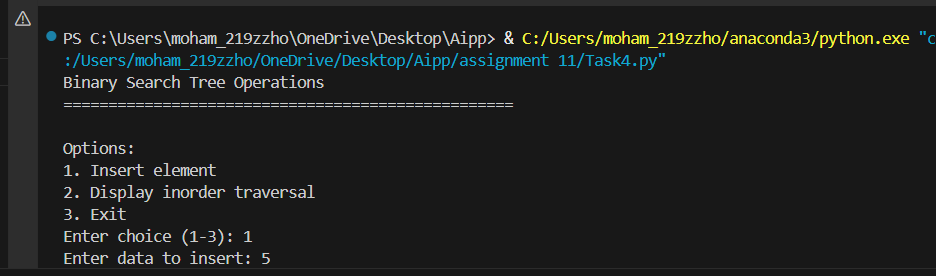 PS C:\Users\moham_219zzho\OneDrive\Desktop\Aipp> & C:/Users/moham_219zzho/anaconda3/python.exe "c
:/Users/moham_219zzho/OneDrive/Desktop/Aipp/assignment 11/Task4.py"
Binary Search Tree Operations
==================================================
Options:
1. Insert element
2. Display inorder traversal
3. Exit
Enter choice (1-3): 1
Enter data to insert: 5